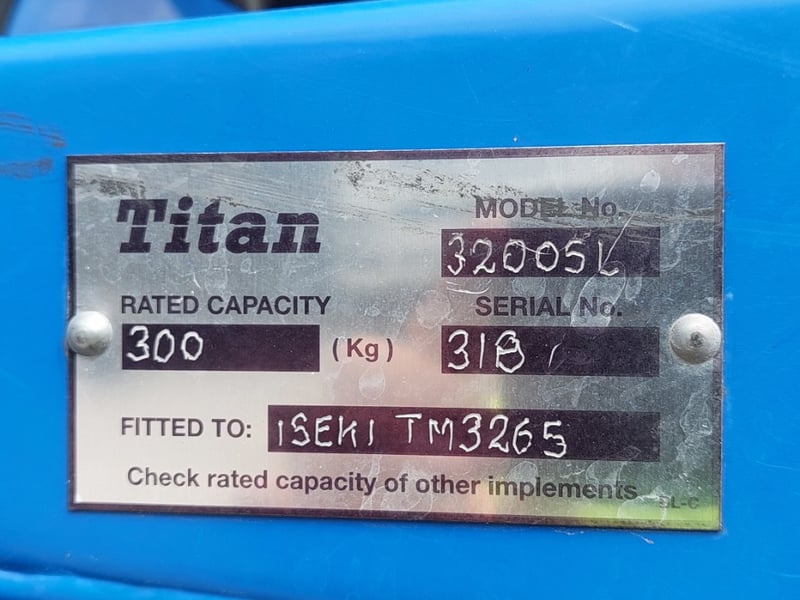 Titan
MODEL No.
3200SL
RATED CAPACITY
SERIAL No.
300 (Kg)
318
FITTED TO: ISEKI TM3265
Check rated capacity of other implements